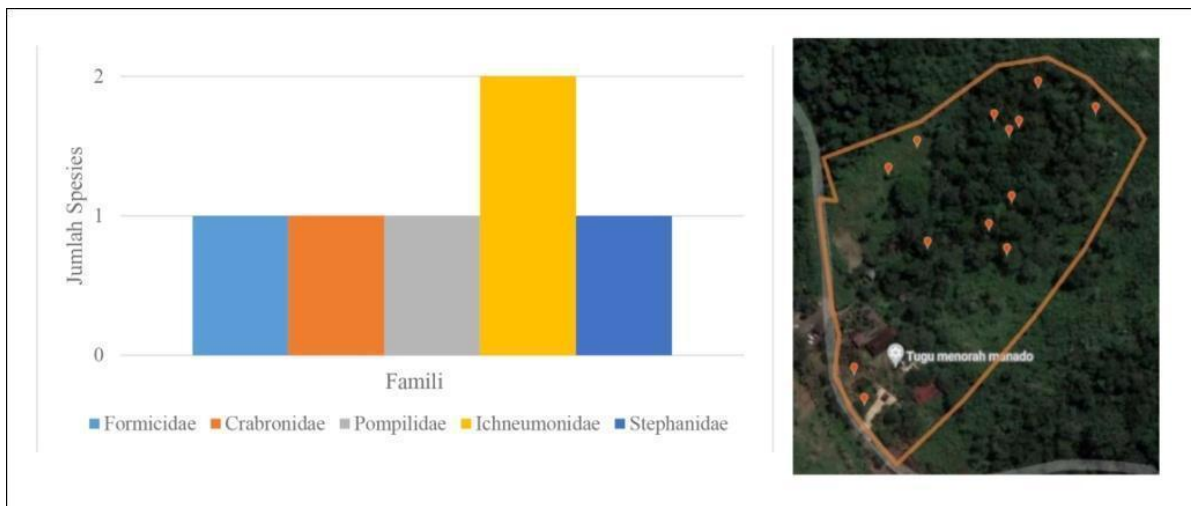 Jumlah Spesies
2
1
0
Famili
Formicidae Crabronidae Pompilidae Ichneumonidae Stephanidae
Tugu menorah manado